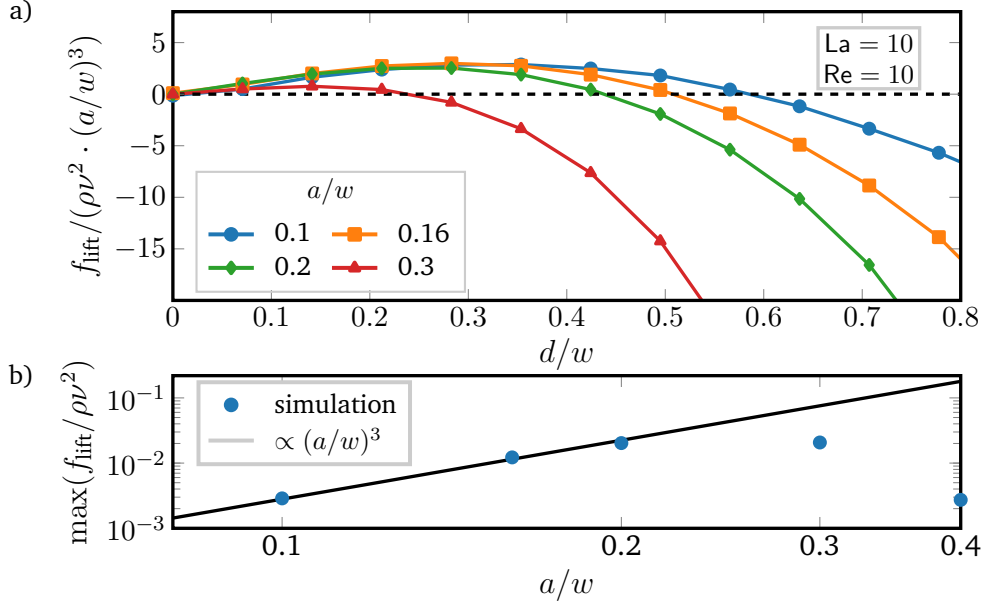 a)
f_lift/(ρν² · (a/w)³)
5
0
−5
−10
−15
La = 10
Re = 10
a/w
0.1
0.16
0.2
0.3
0
0.1
0.2
0.3
0.4
0.5
0.6
0.7
0.8
d/w
b)
max(f_lift/ρν²)
10⁻¹
10⁻²
10⁻³
simulation
∝ (a/w)³
0.1
0.2
0.3
0.4
a/w